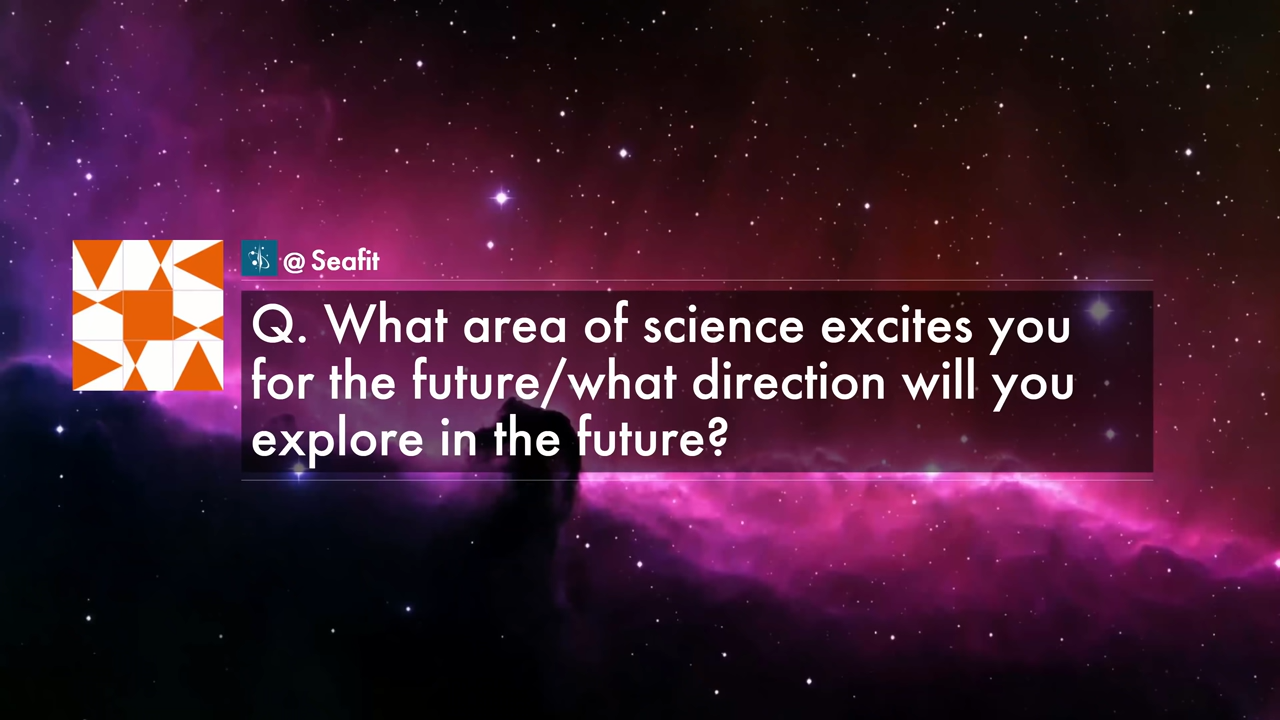 @ Seafit
Q. What area of science excites you
for the future/what direction will you
explore in the future?